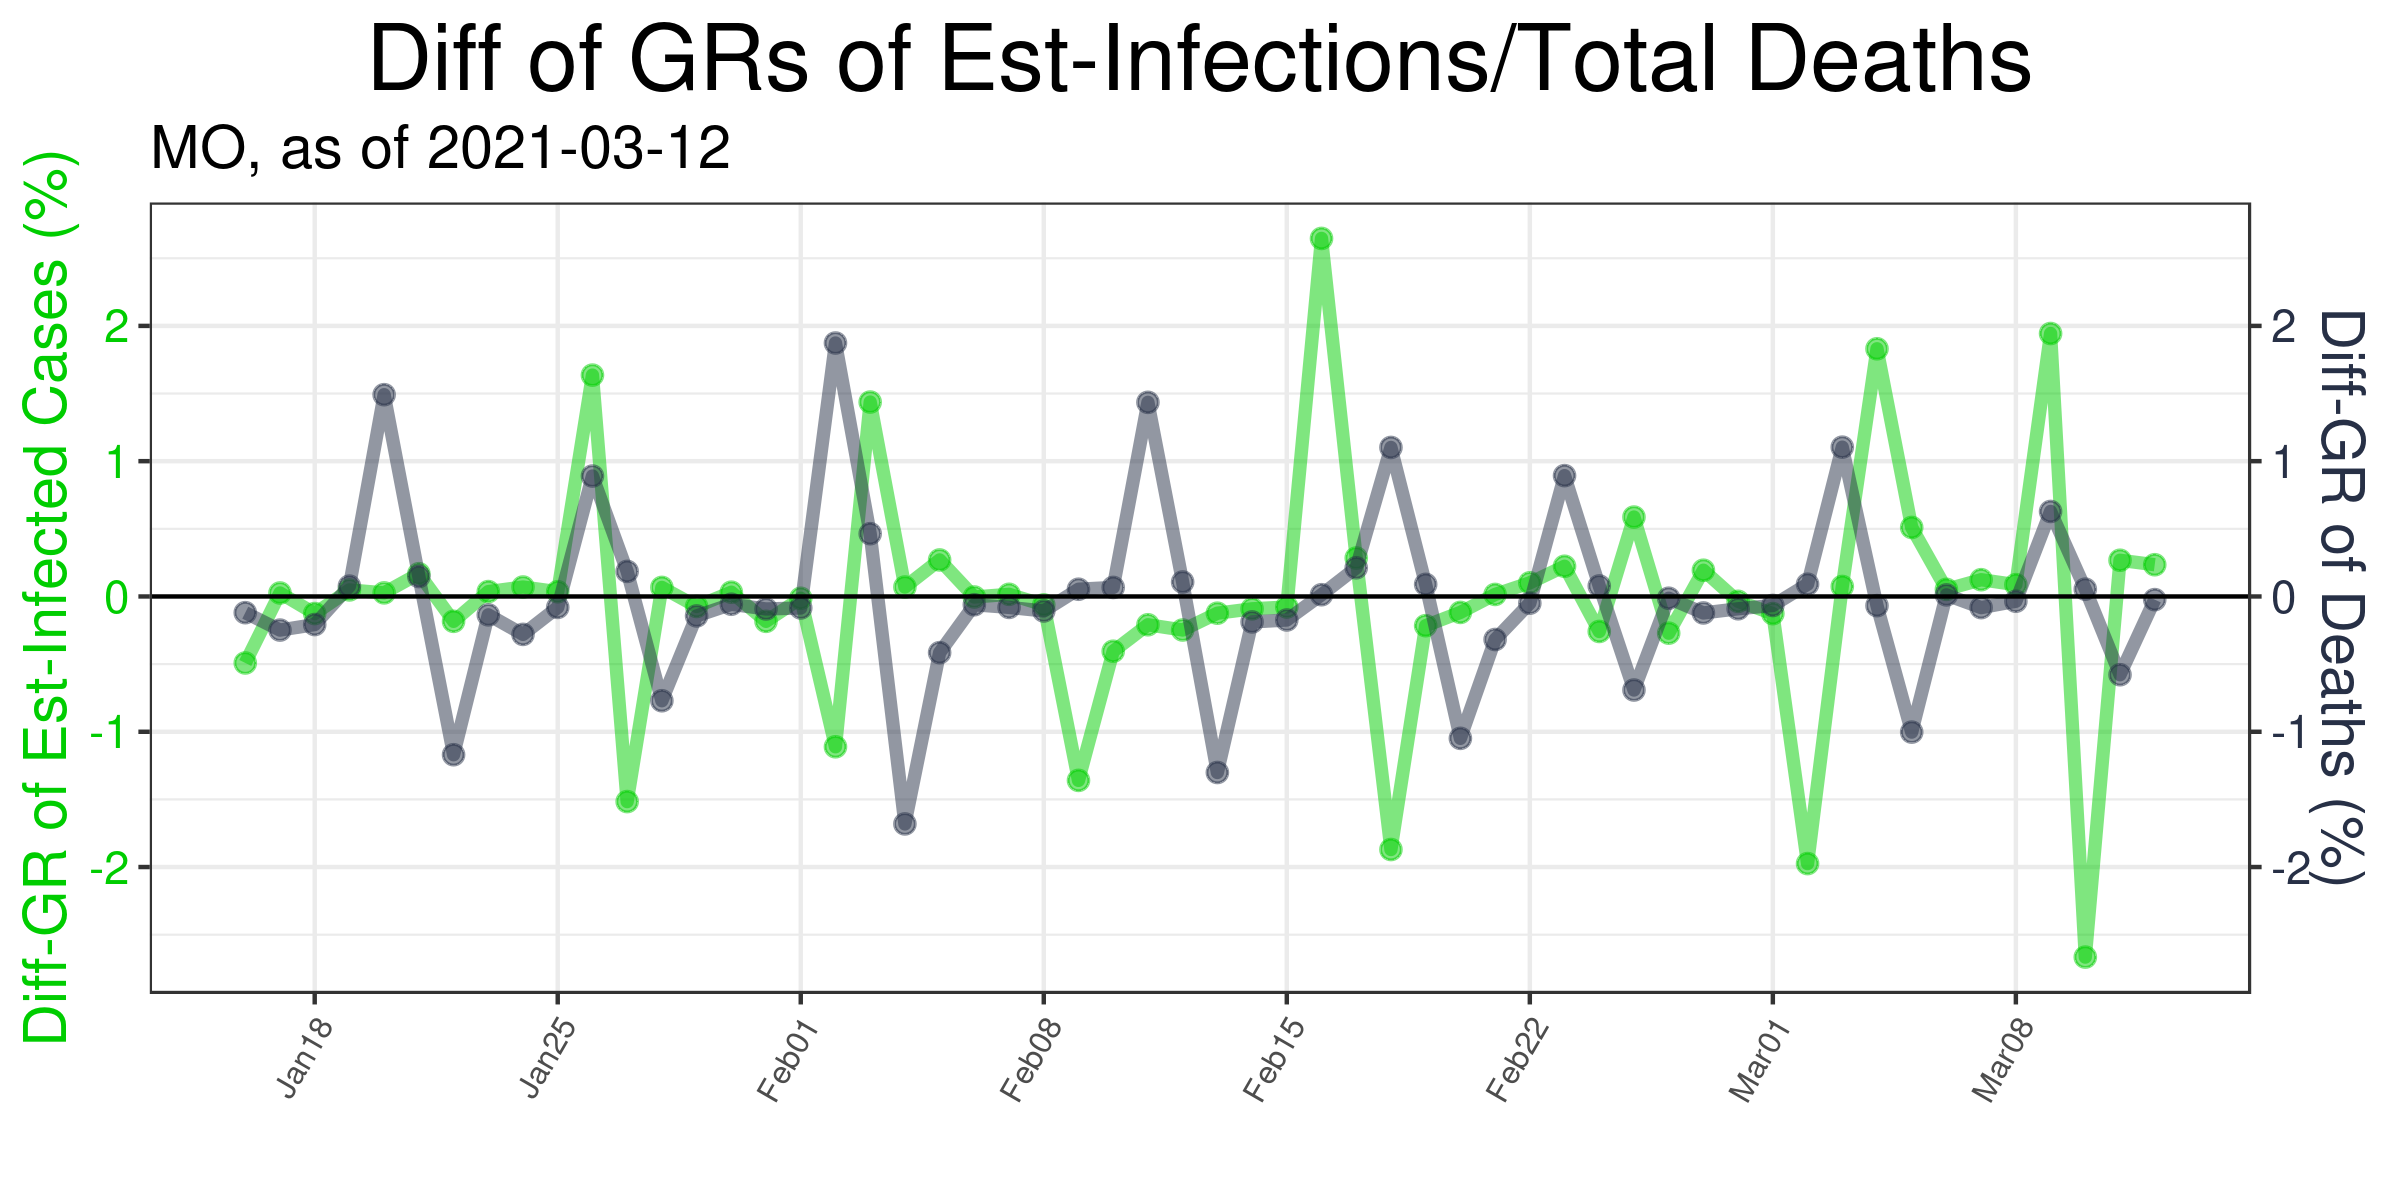 Diff of GRs of Est-Infections/Total Deaths
MO, as of 2021-03-12
Diff-GR of Est-Infected Cases (%)
2
1
0
-1
-2
2
1
0
-1
-2
Diff-GR of Deaths (%)
Jan18
Jan25
Feb01
Feb08
Feb15
Feb22
Mar01
Mar08